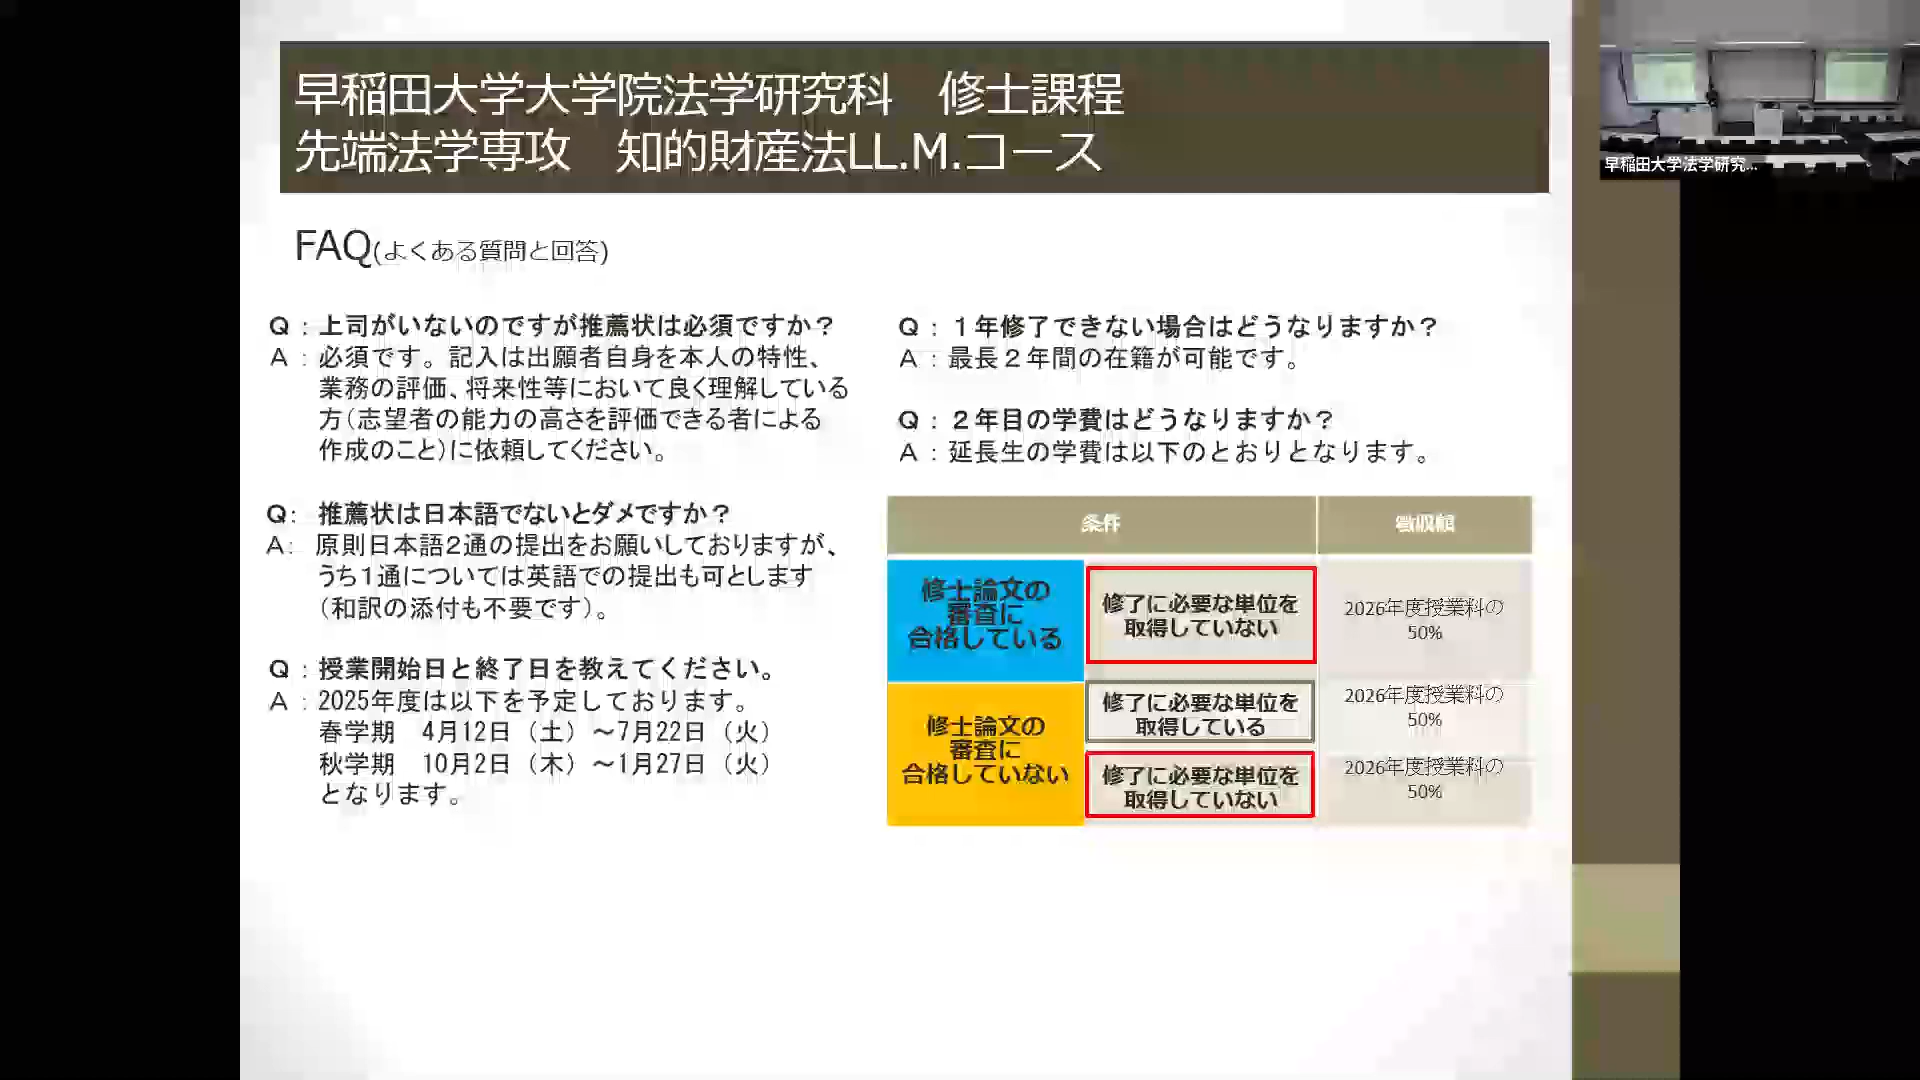 早稲田大学大学院法学研究科　修士課程
先端法学専攻　知的財産法LL.M.コース
早稲田大学法学研究...
FAQ(よくある質問と回答)
Q：上司がいないのですが推薦状は必須ですか？
A：必須です。記入は出願者自身を本人の特性、
業務の評価、将来性等において良く理解している
方（志望者の能力の高さを評価できる者による
作成のこと）に依頼してください。
Q：　推薦状は日本語でないとダメですか？
A：　原則日本語２通の提出をお願いしておりますが、
うち１通については英語での提出も可とします
（和訳の添付も不要です）。
Q：授業開始日と終了日を教えてください。
A：2025年度は以下を予定しております。
春学期　4月12日（土）～7月22日（火）
秋学期　10月2日（木）～1月27日（火）
となります。
Q：１年修了できない場合はどうなりますか？
A：最長２年間の在籍が可能です。
Q：２年目の学費はどうなりますか？
A：延長生の学費は以下のとおりとなります。
条件
徴収額
修士論文の
審査に
合格している
修了に必要な単位を
取得していない
2026年度授業料の
50%
修士論文の
審査に
合格していない
修了に必要な単位を
取得している
2026年度授業料の
50%
修了に必要な単位を
取得していない
2026年度授業料の
50%